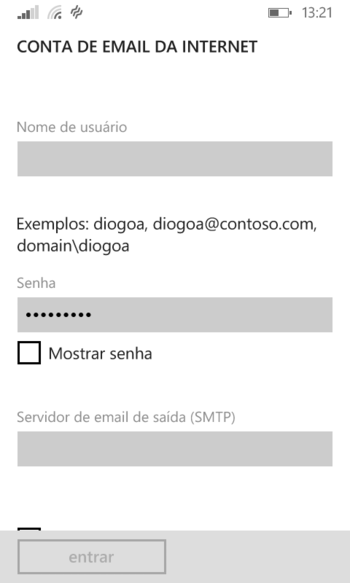 13:21
CONTA DE EMAIL DA INTERNET
Nome de usuário
Exemplos: diogoa, diogoa@contoso.com,
domain\diogoa
Senha
•••••••••
Mostrar senha
Servidor de email de saída (SMTP)
entrar